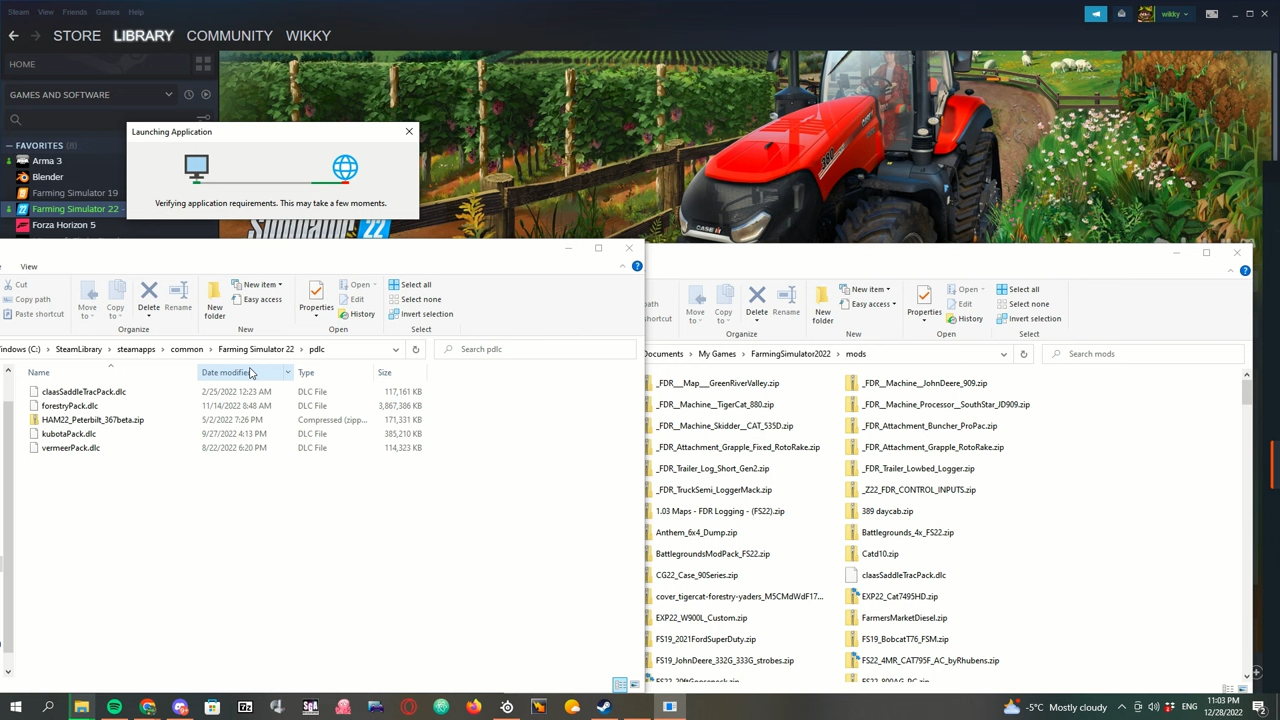 Steam View Friends Games Help
wikky
STORE LIBRARY COMMUNITY WIKKY
HOME
GAMES AND SOFTWARE
FAVORITES (8)
Arma 3
Blender
Farming Simulator 19
Farming Simulator 22 -
Forza Horizon 5
Launching Application
Verifying application requirements. This may take a few moments.
22
380
CASE IH
View
Cut
Copy path
Paste shortcut
Move to
Copy to
Delete
Rename
Organize
New folder
New item
Easy access
New
Properties
Open
Edit
History
Open
Select all
Select none
Invert selection
Select
indows (C:) > SteamLibrary > steamapps > common > Farming Simulator 22 > pdlc
Search pdlc
Name Date modified Type Size
claasSaddleTracPack.dlc 2/25/2022 12:23 AM DLC File 117,161 KB
forestryPack.dlc 11/14/2022 8:48 AM DLC File 3,867,386 KB
HAM22_Peterbilt_367beta.zip 5/2/2022 7:26 PM Compressed (zipp... 171,331 KB
kubotaPack.dlc 9/27/2022 4:13 PM DLC File 385,210 KB
vermeerPack.dlc 8/22/2022 6:20 PM DLC File 114,323 KB
path
shortcut
Move to
Copy to
Delete
Rename
Organize
New folder
New item
Easy access
New
Properties
Open
Edit
History
Open
Select all
Select none
Invert selection
Select
Documents > My Games > FarmingSimulator2022 > mods
Search mods
_FDR__Map__GreenRiverValley.zip _FDR__Machine__JohnDeere_909.zip
_FDR__Machine__TigerCat_880.zip _FDR__Machine_Processor__SouthStar_JD909.zip
_FDR__Machine_Skidder__CAT_535D.zip _FDR_Attachment_Buncher_ProPac.zip
_FDR_Attachment_Grapple_Fixed_RotoRake.zip _FDR_Attachment_Grapple_RotoRake.zip
_FDR_Trailer_Log_Short_Gen2.zip _FDR_Trailer_Lowbed_Logger.zip
_FDR_TruckSemi_LoggerMack.zip _Z22_FDR_CONTROL_INPUTS.zip
1.03 Maps - FDR Logging - (FS22).zip 389 daycab.zip
Anthem_6x4_Dump.zip Battlegrounds_4x_FS22.zip
BattlegroundsModPack_FS22.zip Catd10.zip
CG22_Case_90Series.zip claasSaddleTracPack.dlc
cover_tigercat-forestry-yaders_M5CMdWdF17... EXP22_Cat7495HD.zip
EXP22_W900L_Custom.zip FarmersMarketDiesel.zip
FS19_2021FordSuperDuty.zip FS19_BobcatT76_FSM.zip
FS19_JohnDeere_332G_333G_strobes.zip FS22_4MR_CAT795F_AC_byRhubens.zip
FS22_20ftGooseneck.zip
-5°C Mostly cloudy
11:03 PM
12/28/2022